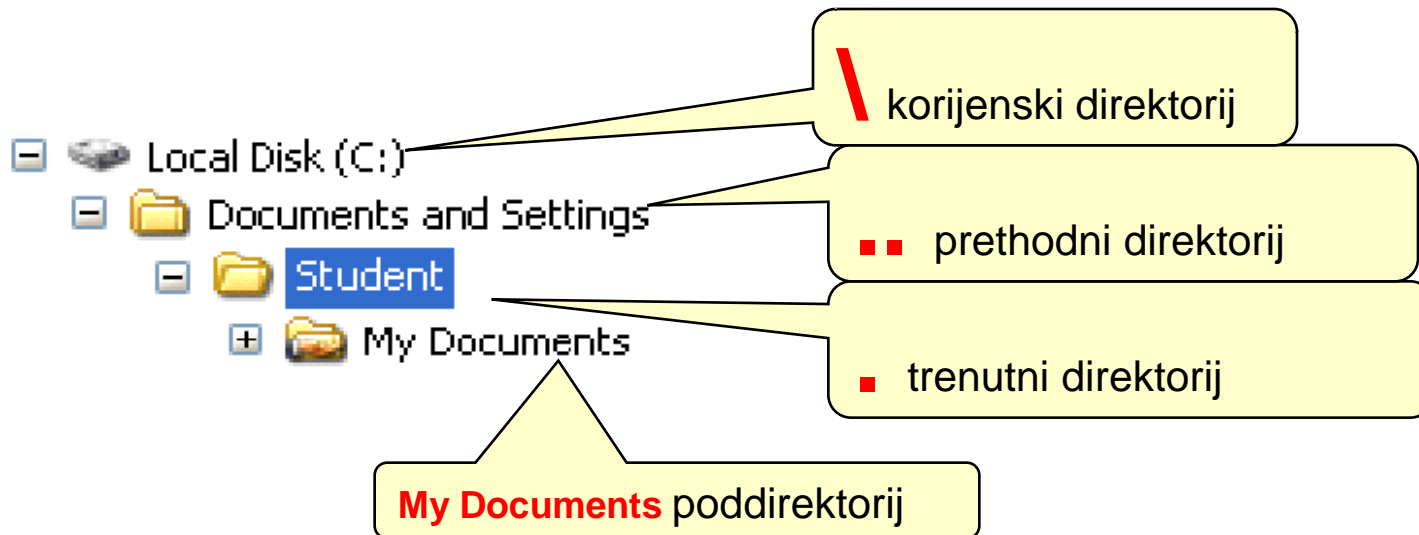 \ korijenski direktorij
Local Disk (C:)
Documents and Settings
.. prethodni direktorij
Student
My Documents
. trenutni direktorij
My Documents poddirektorij